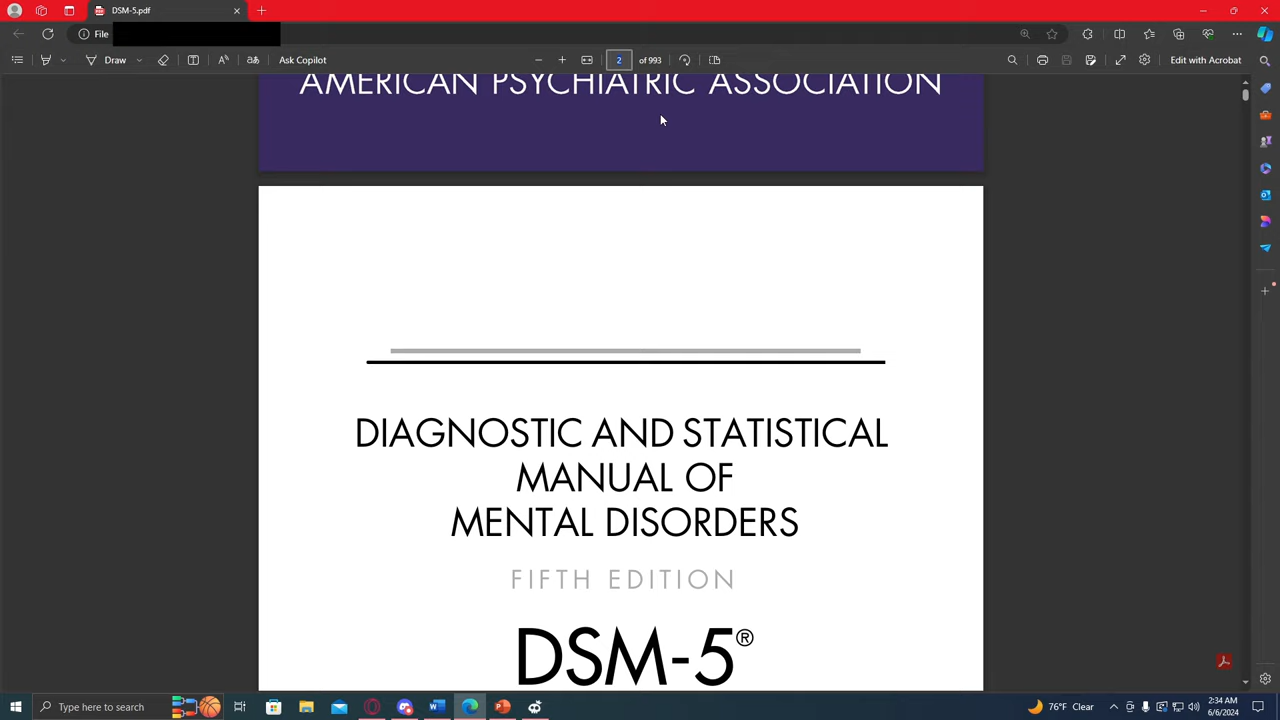 DSM-5.pdf
File
Draw
Ask Copilot
2 of 993
Edit with Acrobat
AMERICAN PSYCHIATRIC ASSOCIATION
DIAGNOSTIC AND STATISTICAL
MANUAL OF
MENTAL DISORDERS
FIFTH EDITION
DSM-5®
Type here to search
76°F Clear
2:34 AM
6/6/2024